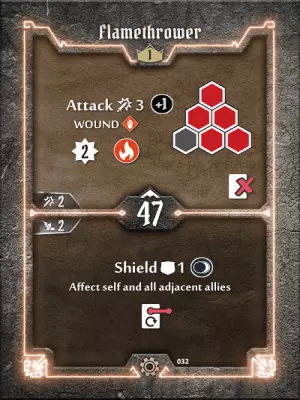 Flamethrower
1
Attack 3 +1
WOUND
2
2
47
2
Shield 1
Affect self and all adjacent allies
032